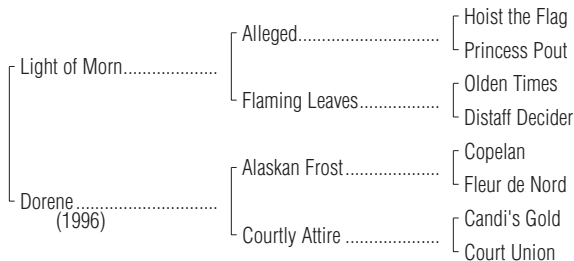 Hoist the Flag
Alleged..............................
Princess Pout
Light of Morn....................
Olden Times
Flaming Leaves.................
Distaff Decider
Copelan
Alaskan Frost....................
Fleur de Nord
Dorene..............................
(1996)
Candi's Gold
Courtly Attire ....................
Court Union